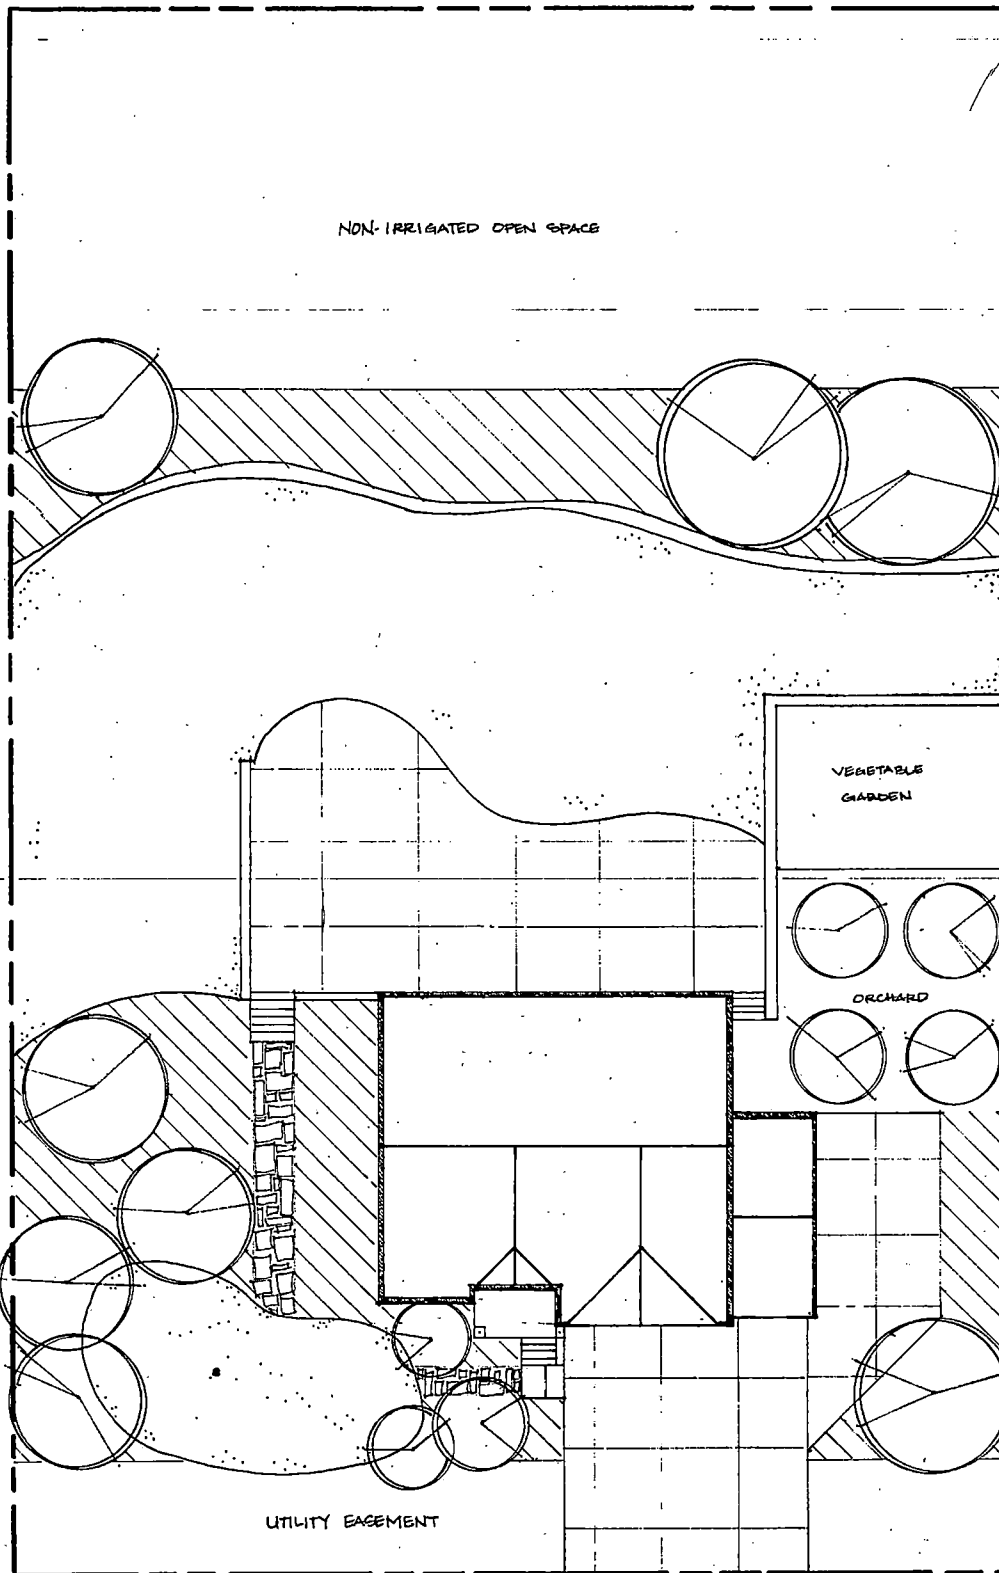 NON-IRRIGATED OPEN SPACE
VEGETABLE
GARDEN
ORCHARD
UTILITY EASEMENT